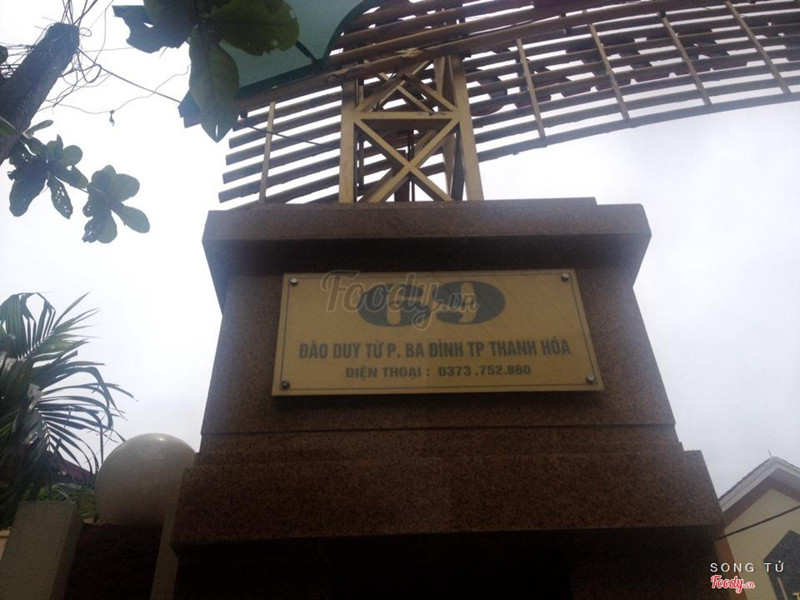 69
Foody.vn
ĐÀO DUY TỪ P. BA ĐÌNH TP THANH HÓA
ĐIỆN THOẠI : 0373.752.860
SONG TỬ
Foody.vn